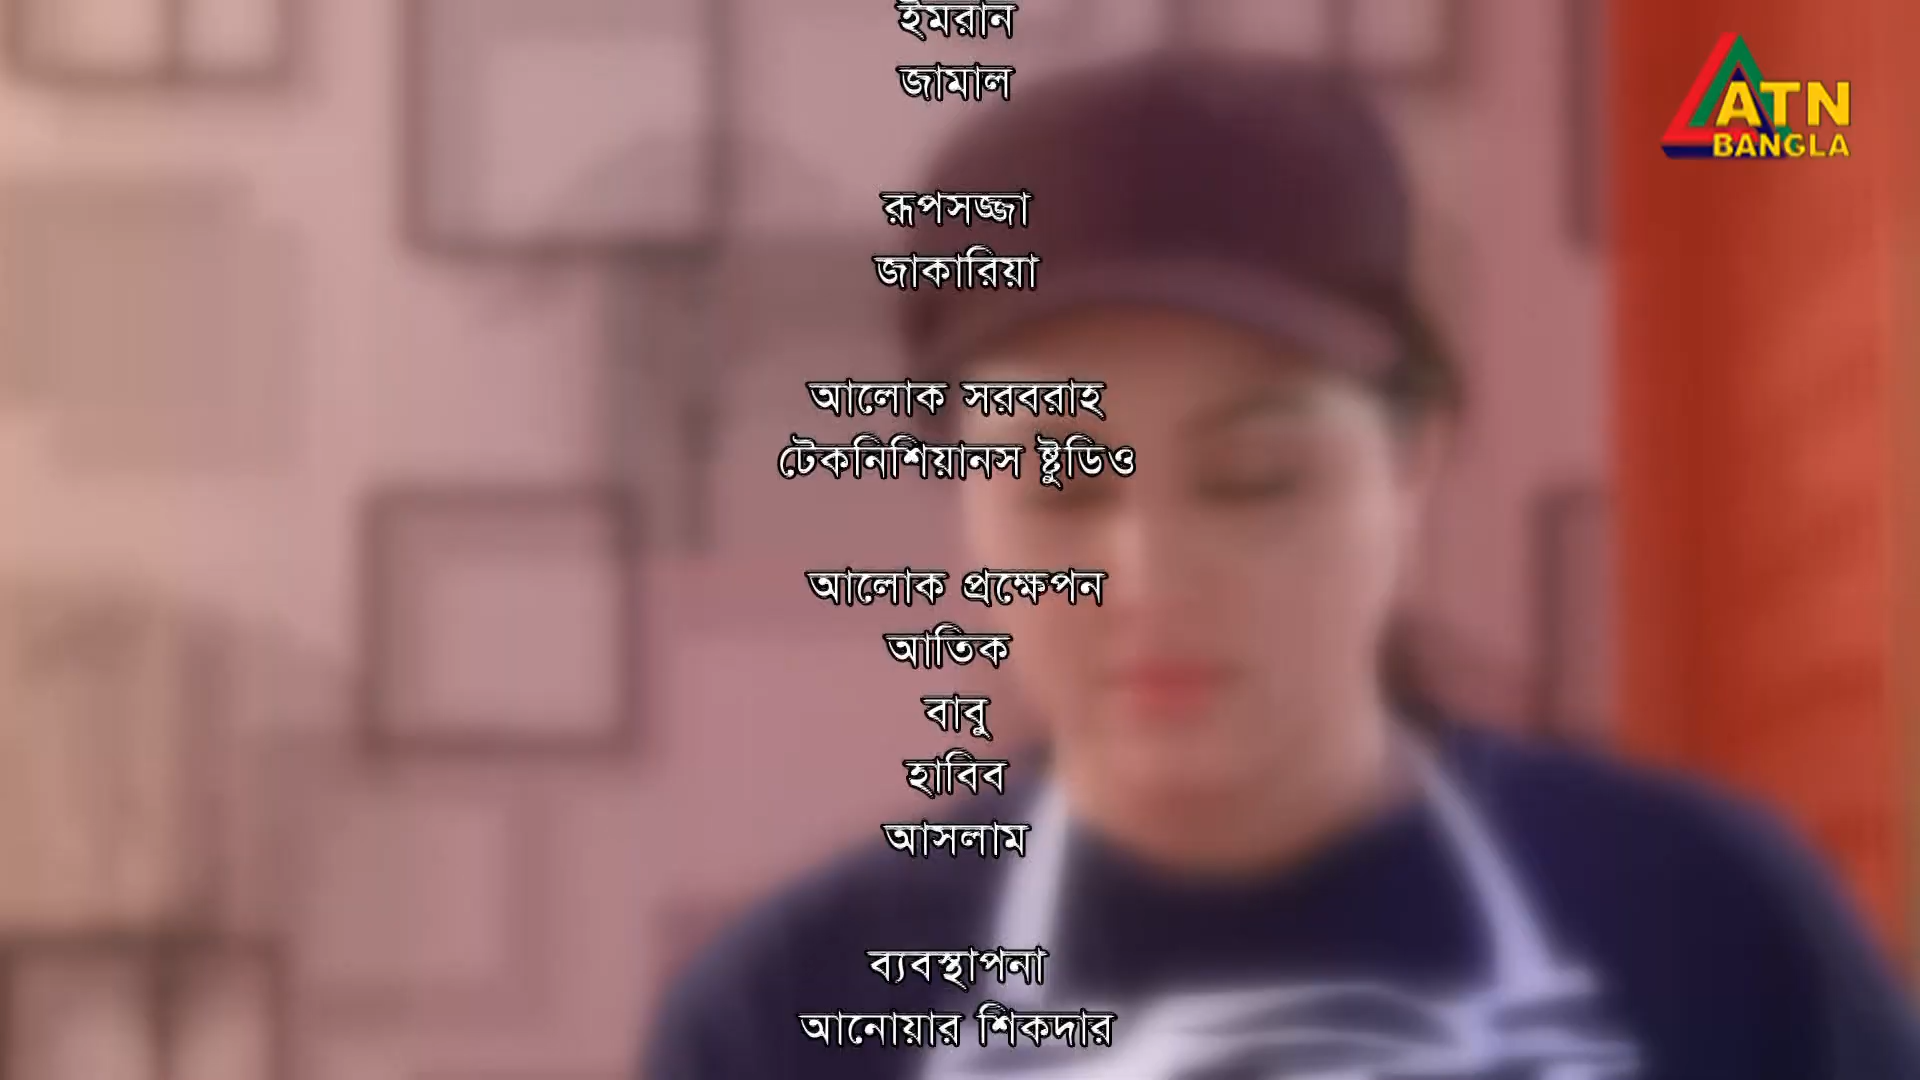 ইমরান
জামাল
ATN
BANGLA
রূপসজ্জা
জাকারিয়া
আলোক সরবরাহ
টেকনিশিয়ানস ষ্টুডিও
আলোক প্রক্ষেপন
আতিক
বাবু
হাবিব
আসলাম
ব্যবস্থাপনা
আনোয়ার শিকদার